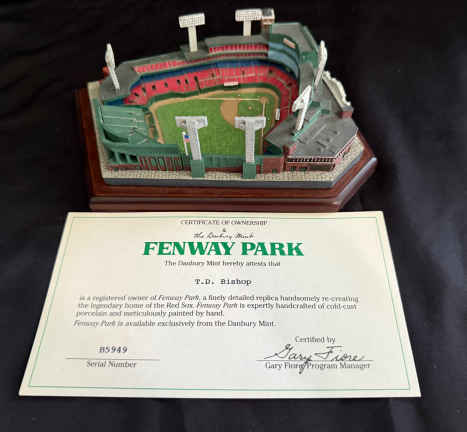 CERTIFICATE OF OWNERSHIP
&
The Danbury Mint
FENWAY PARK
The Danbury Mint hereby attests that
T.D. Bishop
is a registered owner of Fenway Park, a finely detailed replica handsomely re-creating
the legendary home of the Red Sox. Fenway Park is expertly handcrafted of cold-cast
porcelain and meticulously painted by hand.
Fenway Park is available exclusively from the Danbury Mint.
Certified by
B5949
Gary Fiore
Serial Number
Gary Fiore, Program Manager